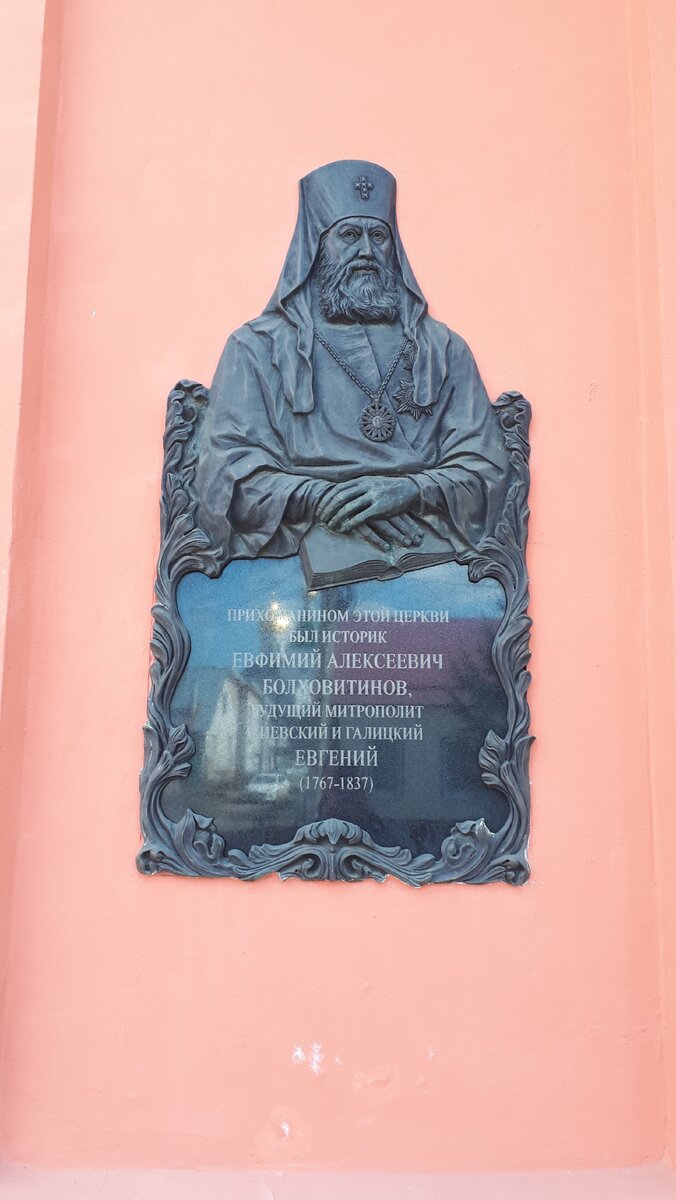 ПРИХОЖАНИНОМ ЭТОЙ ЦЕРКВИ
БЫЛ ИСТОРИК
ЕВФИМИЙ АЛЕКСЕЕВИЧ
БОЛХОВИТИНОВ,
БУДУЩИЙ МИТРОПОЛИТ
КИЕВСКИЙ И ГАЛИЦКИЙ
ЕВГЕНИЙ
(1767-1837)